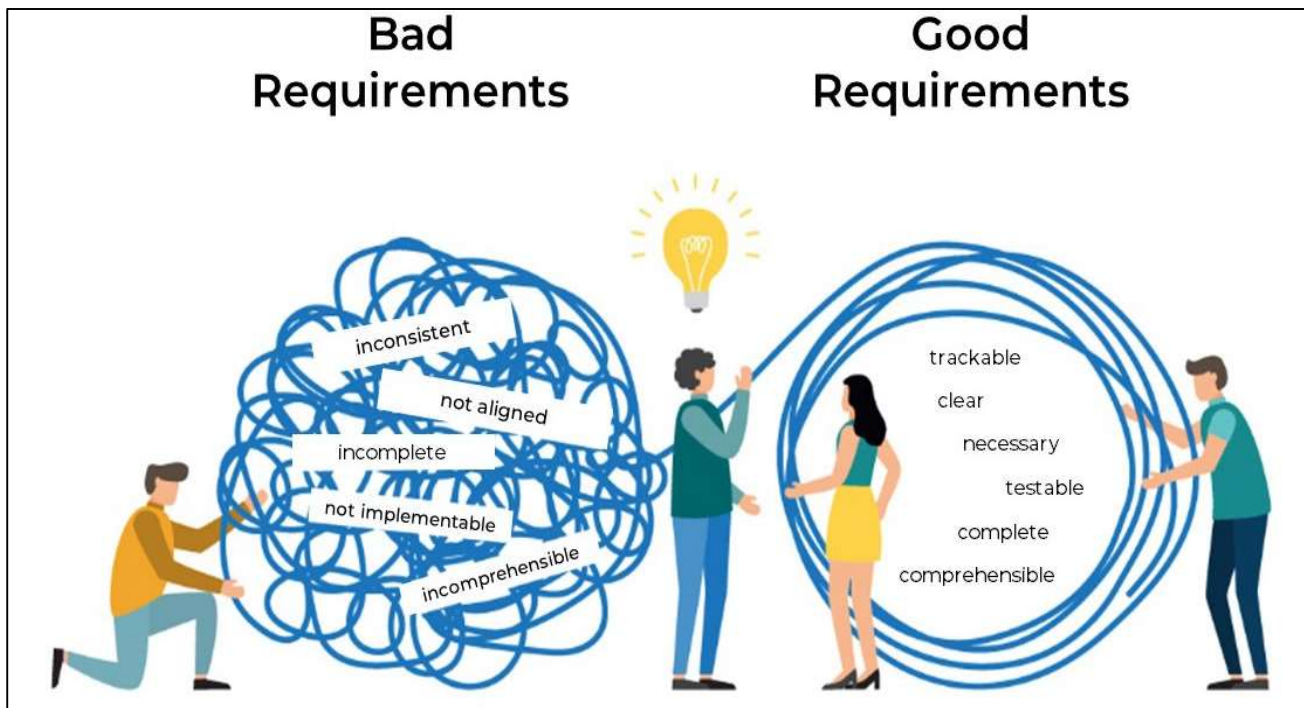 Bad
Requirements
Good
Requirements
inconsistent
not aligned
incomplete
not implementable
incomprehensible
trackable
clear
necessary
testable
complete
comprehensible